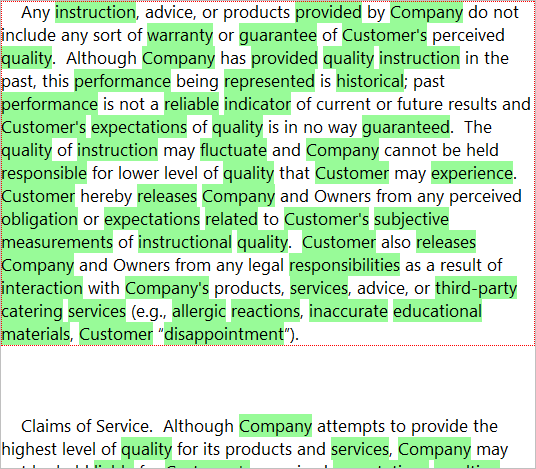 Any instruction, advice, or products provided by Company do not
include any sort of warranty or guarantee of Customer's perceived
quality.  Although Company has provided quality instruction in the
past, this performance being represented is historical; past
performance is not a reliable indicator of current or future results and
Customer's expectations of quality is in no way guaranteed.  The
quality of instruction may fluctuate and Company cannot be held
responsible for lower level of quality that Customer may experience.
Customer hereby releases Company and Owners from any perceived
obligation or expectations related to Customer's subjective
measurements of instructional quality.  Customer also releases
Company and Owners from any legal responsibilities as a result of
interaction with Company's products, services, advice, or third-party
catering services (e.g., allergic reactions, inaccurate educational
materials, Customer “disappointment”).
Claims of Service.  Although Company attempts to provide the
highest level of quality for its products and services, Company may